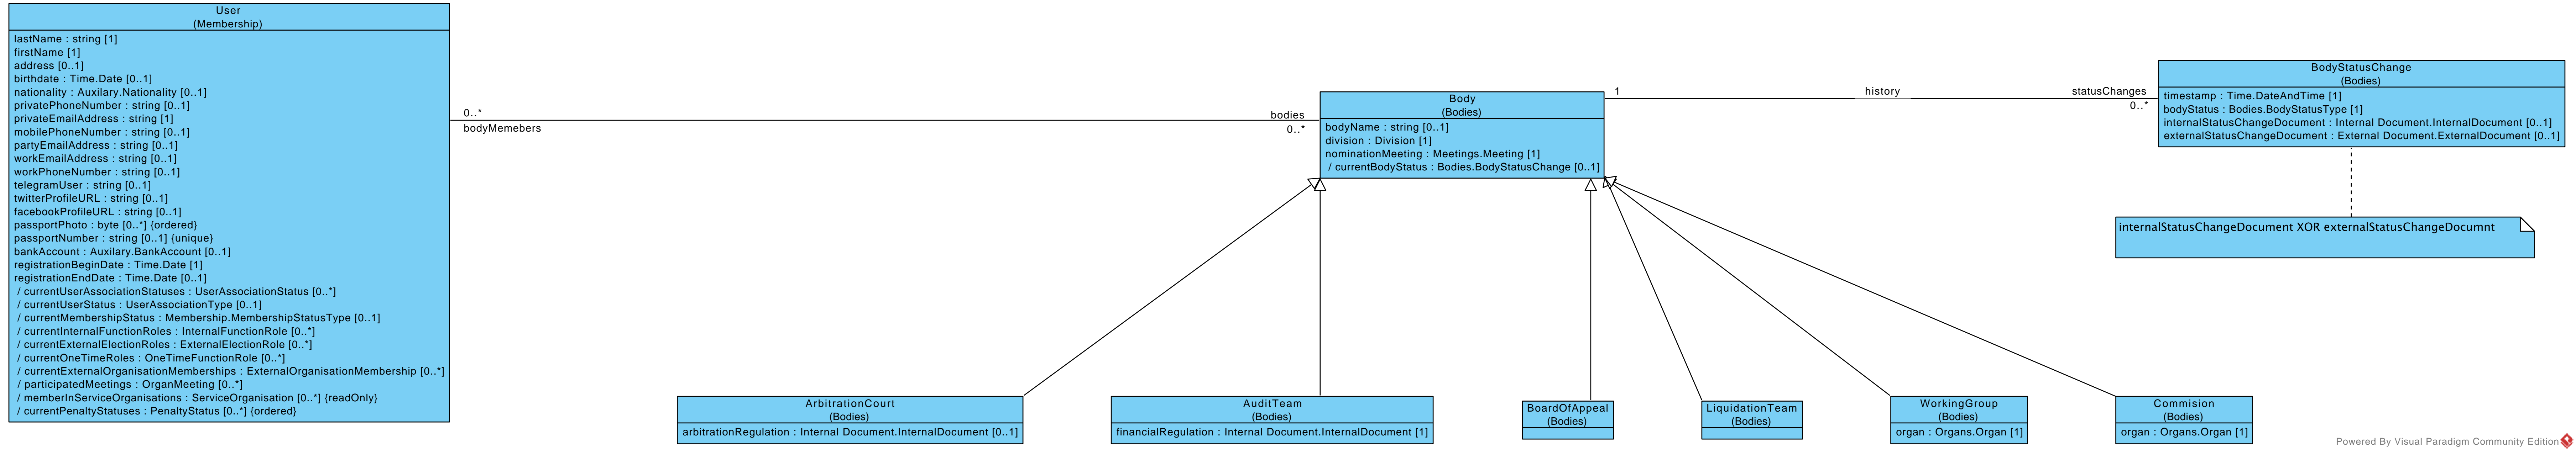 User
(Membership)
lastName : string [1]
firstName [1]
address [0..1]
birthdate : Time.Date [0..1]
nationality : Auxilary.Nationality [0..1]
privatePhoneNumber : string [0..1]
privateEmailAddress : string [1]
mobilePhoneNumber : string [0..1]
partyEmailAddress : string [0..1]
workEmailAddress : string [0..1]
workPhoneNumber : string [0..1]
telegramUser : string [0..1]
twitterProfileURL : string [0..1]
facebookProfileURL : string [0..1]
passportPhoto : byte [0..*] {ordered}
passportNumber : string [0..1] {unique}
bankAccount : Auxilary.BankAccount [0..1]
registrationBeginDate : Time.Date [1]
registrationEndDate : Time.Date [0..1]
/ currentUserAssociationStatuses : UserAssociationStatus [0..*]
/ currentUserStatus : UserAssociationType [0..1]
/ currentMembershipStatus : Membership.MembershipStatusType [0..1]
/ currentInternalFunctionRoles : InternalFunctionRole [0..*]
/ currentExternalElectionRoles : ExternalElectionRole [0..*]
/ currentOneTimeRoles : OneTimeFunctionRole [0..*]
/ currentExternalOrganisationMemberships : ExternalOrganisationMembership [0..*]
/ participatedMeetings : OrganMeeting [0..*]
/ memberInServiceOrganisations : ServiceOrganisation [0..*] {readOnly}
/ currentPenaltyStatuses : PenaltyStatus [0..*] {ordered}
0..*
bodyMemebers
bodies
0..*
Body
(Bodies)
bodyName : string [0..1]
division : Division [1]
nominationMeeting : Meetings.Meeting [1]
/ currentBodyStatus : Bodies.BodyStatusChange [0..1]
1
history
statusChanges
0..*
BodyStatusChange
(Bodies)
timestamp : Time.DateAndTime [1]
bodyStatus : Bodies.BodyStatusType [1]
internalStatusChangeDocument : Internal Document.InternalDocument [0..1]
externalStatusChangeDocument : External Document.ExternalDocument [0..1]
internalStatusChangeDocument XOR externalStatusChangeDocumnt
ArbitrationCourt
(Bodies)
arbitrationRegulation : Internal Document.InternalDocument [0..1]
AuditTeam
(Bodies)
financialRegulation : Internal Document.InternalDocument [1]
BoardOfAppeal
(Bodies)
LiquidationTeam
(Bodies)
WorkingGroup
(Bodies)
organ : Organs.Organ [1]
Commision
(Bodies)
organ : Organs.Organ [1]
Powered By Visual Paradigm Community Edition